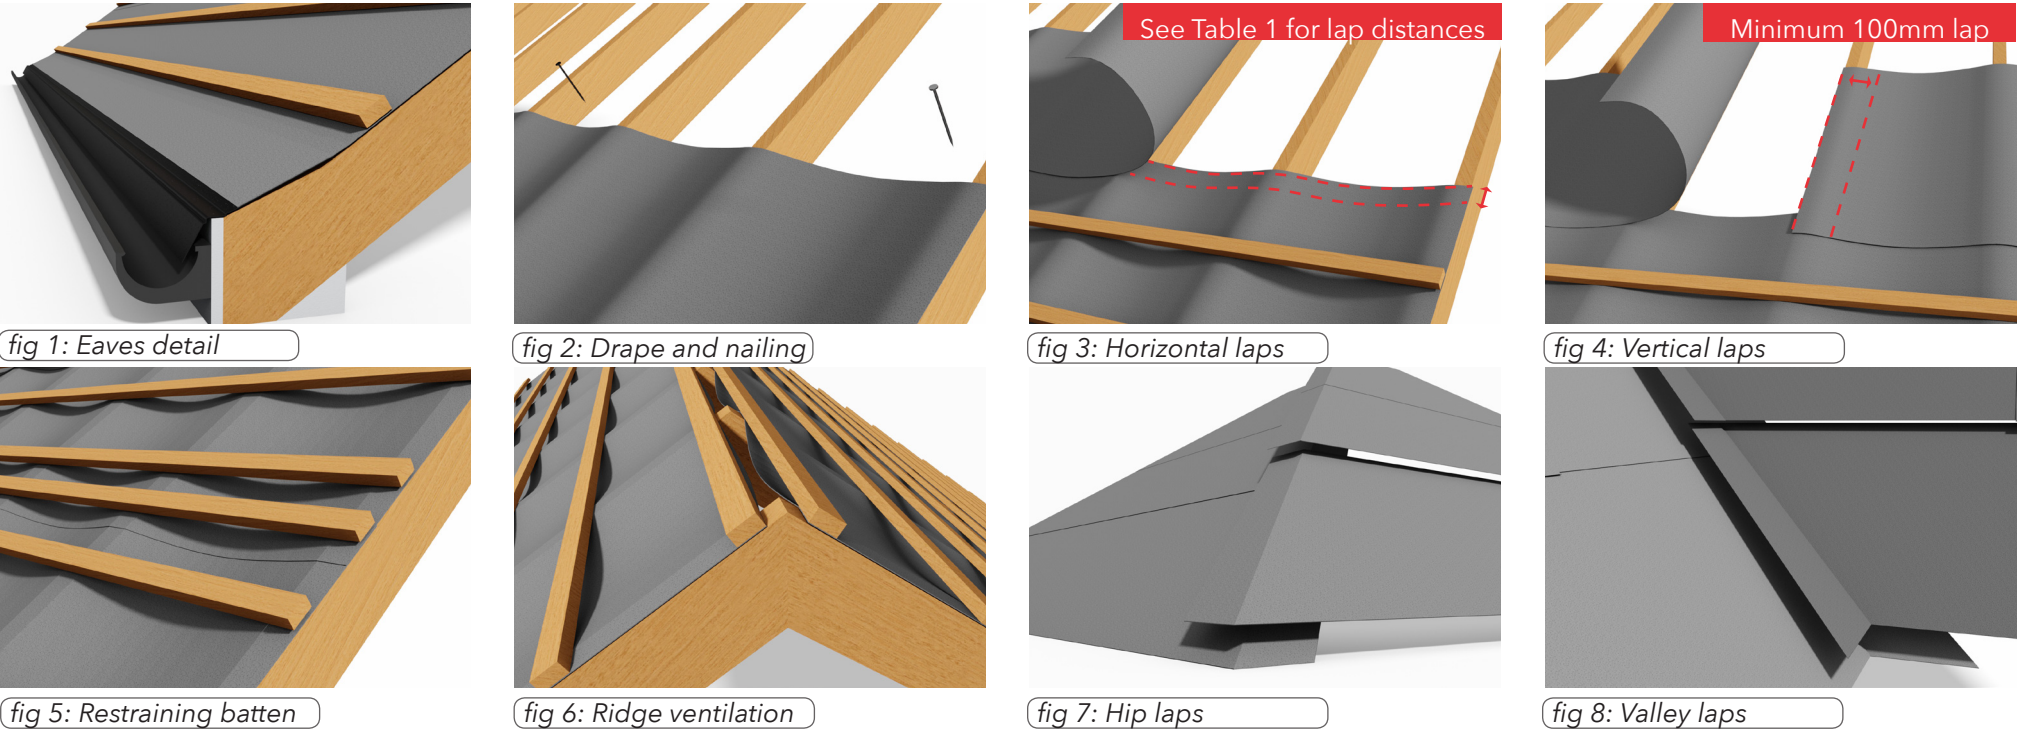 See Table 1 for lap distances
Minimum 100mm lap
fig 1: Eaves detail
fig 2: Drape and nailing
fig 3: Horizontal laps
fig 4: Vertical laps
fig 5: Restraining batten
fig 6: Ridge ventilation
fig 7: Hip laps
fig 8: Valley laps